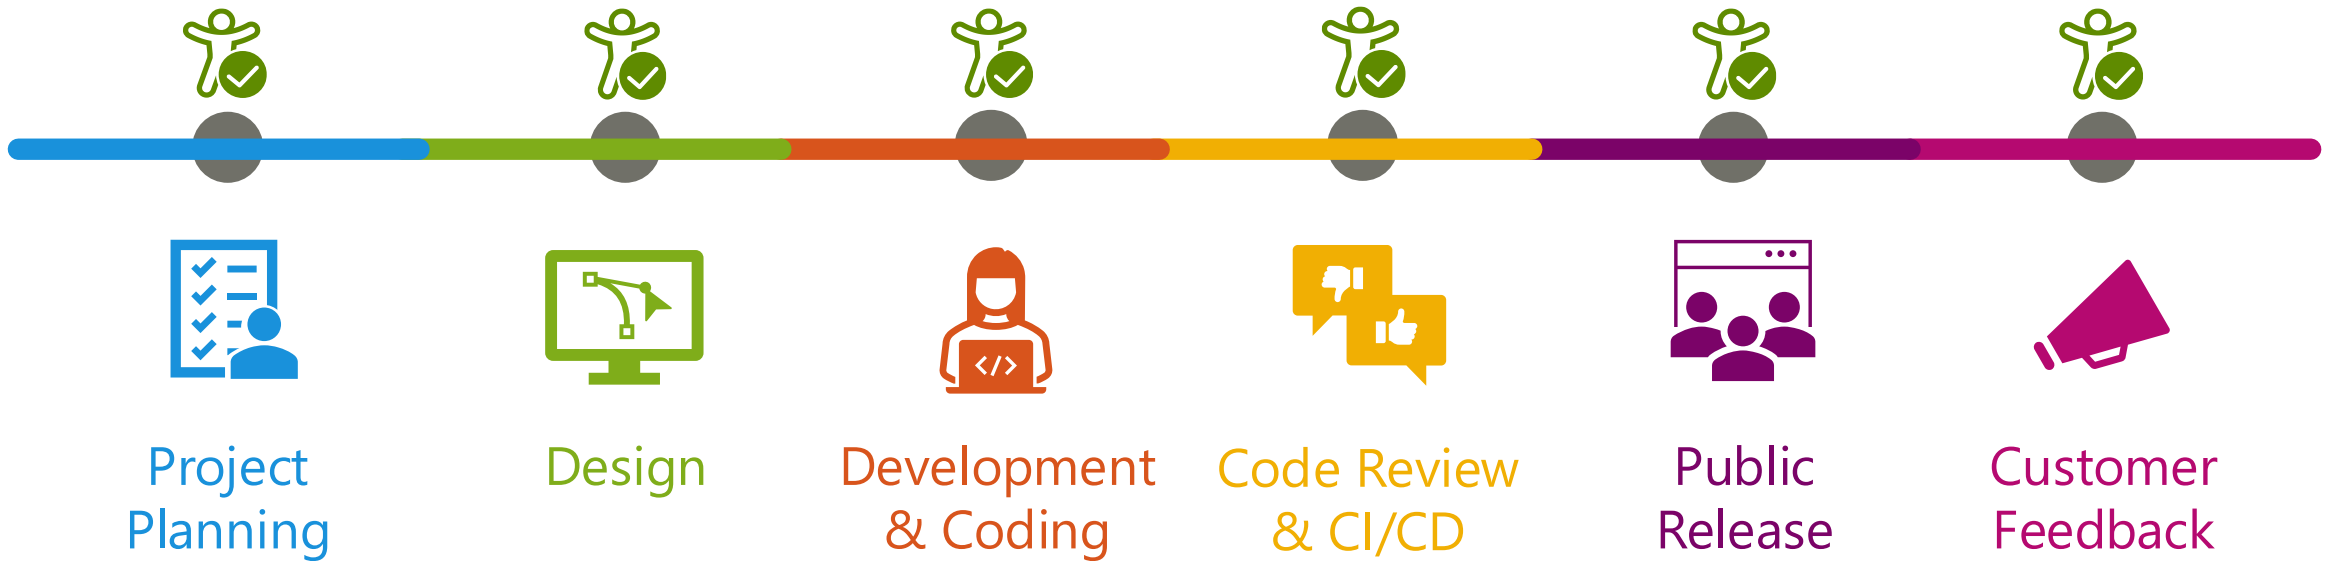 Project
Planning
Design
Development
& Coding
Code Review
& CI/CD
Public
Release
Customer
Feedback